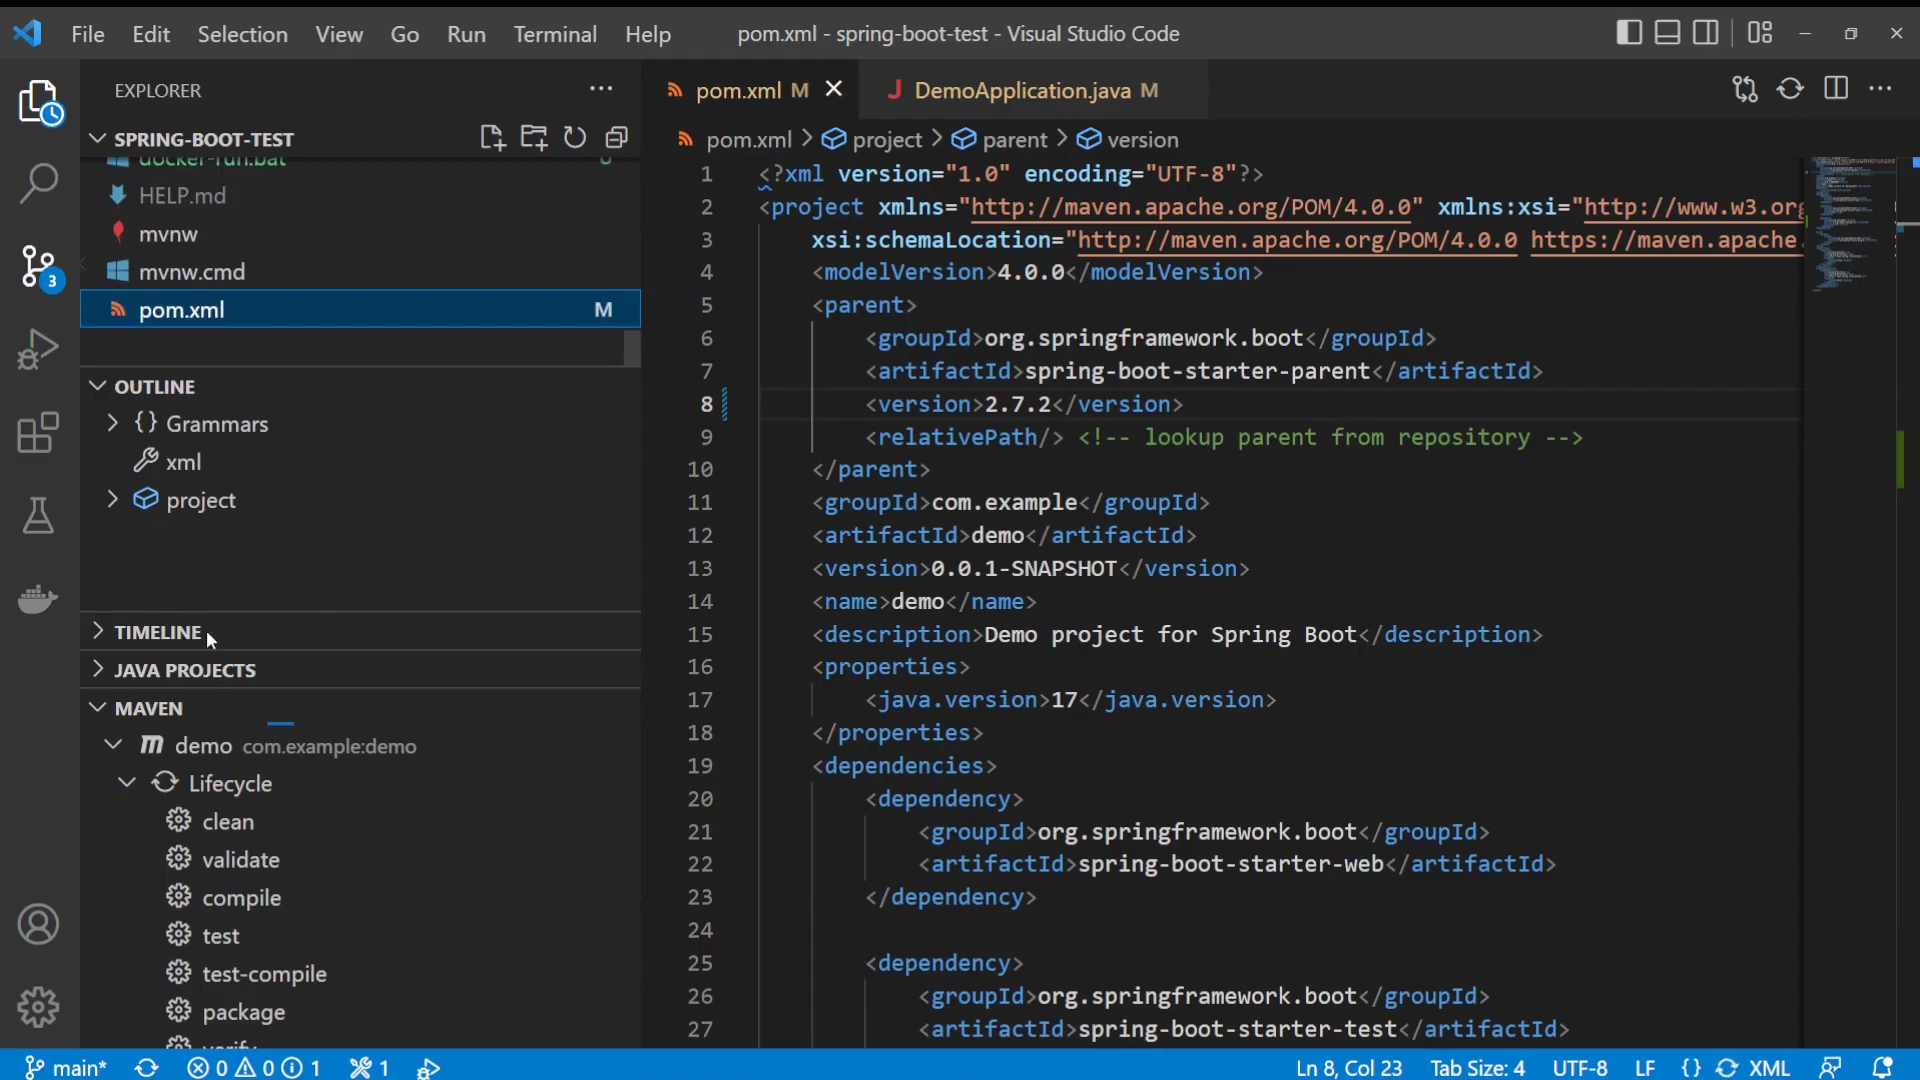 File Edit Selection View Go Run Terminal Help
pom.xml - spring-boot-test - Visual Studio Code
EXPLORER
SPRING-BOOT-TEST
docker-run.bat
HELP.md
mvnw
mvnw.cmd
pom.xml M
OUTLINE
{} Grammars
xml
project
TIMELINE
JAVA PROJECTS
MAVEN
demo com.example:demo
Lifecycle
clean
validate
compile
test
test-compile
package
verify
3
pom.xml M
DemoApplication.java M
pom.xml > project > parent > version
1 <?xml version="1.0" encoding="UTF-8"?>
2 <project xmlns="http://maven.apache.org/POM/4.0.0" xmlns:xsi="http://www.w3.org
3 xsi:schemaLocation="http://maven.apache.org/POM/4.0.0 https://maven.apache.
4 <modelVersion>4.0.0</modelVersion>
5 <parent>
6 <groupId>org.springframework.boot</groupId>
7 <artifactId>spring-boot-starter-parent</artifactId>
8 <version>2.7.2</version>
9 <relativePath/> <!-- lookup parent from repository -->
10 </parent>
11 <groupId>com.example</groupId>
12 <artifactId>demo</artifactId>
13 <version>0.0.1-SNAPSHOT</version>
14 <name>demo</name>
15 <description>Demo project for Spring Boot</description>
16 <properties>
17 <java.version>17</java.version>
18 </properties>
19 <dependencies>
20 <dependency>
21 <groupId>org.springframework.boot</groupId>
22 <artifactId>spring-boot-starter-web</artifactId>
23 </dependency>
24
25 <dependency>
26 <groupId>org.springframework.boot</groupId>
27 <artifactId>spring-boot-starter-test</artifactId>
main* 0 0 1 1 Ln 8, Col 23 Tab Size: 4 UTF-8 LF {} XML